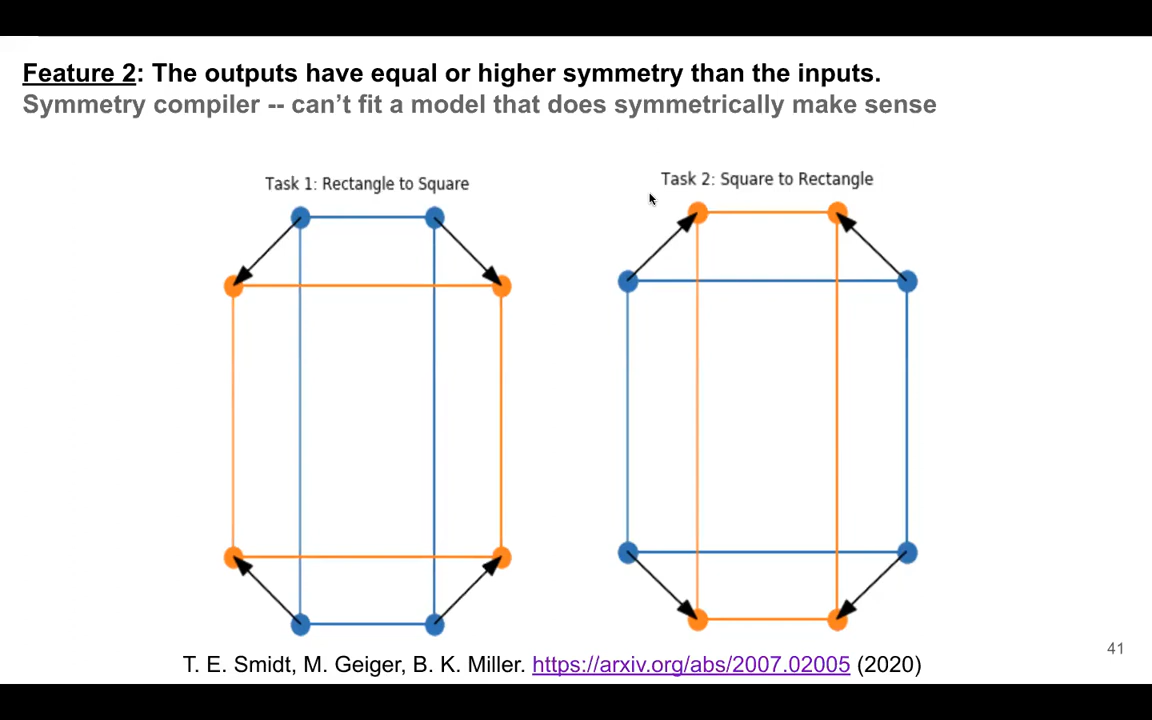 Feature 2: The outputs have equal or higher symmetry than the inputs.
Symmetry compiler -- can’t fit a model that does symmetrically make sense
Task 1: Rectangle to Square
Task 2: Square to Rectangle
T. E. Smidt, M. Geiger, B. K. Miller. https://arxiv.org/abs/2007.02005 (2020)
41